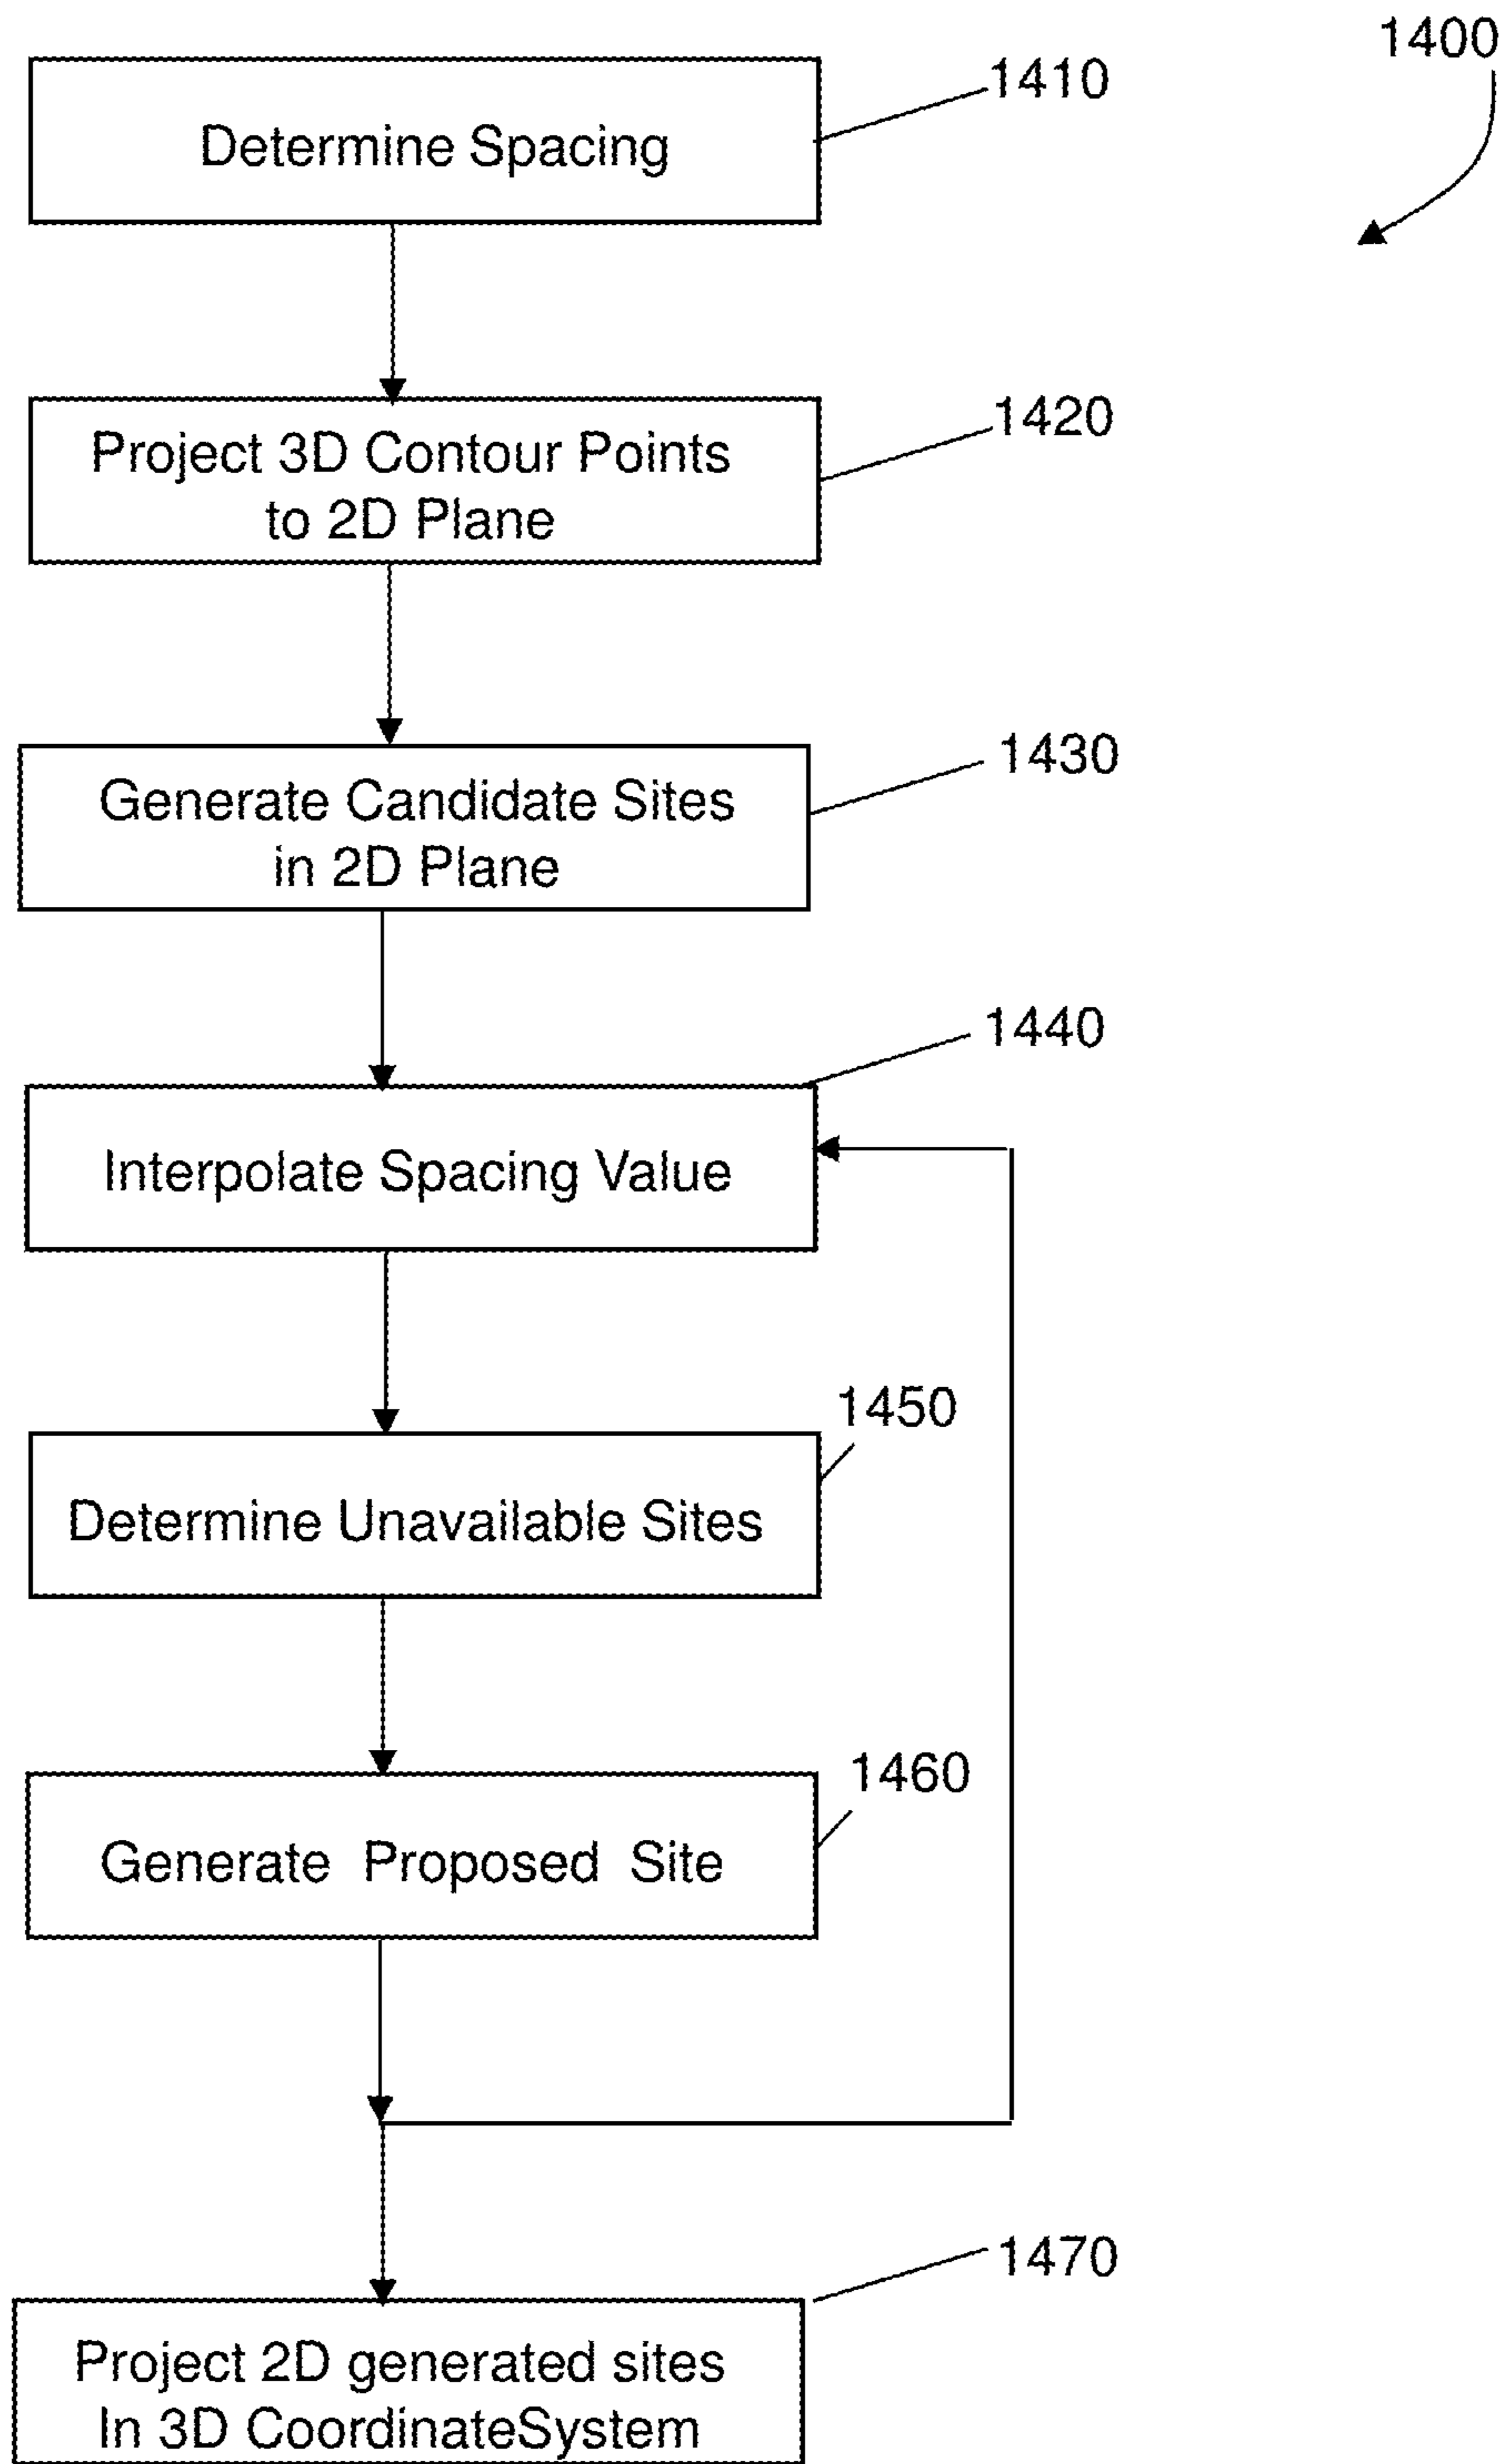 1400
1410
Determine Spacing
1420
Project 3D Contour Points
to 2D Plane
1430
Generate Candidate Sites
in 2D Plane
1440
Interpolate Spacing Value
1450
Determine Unavailable Sites
1460
Generate Proposed Site
1470
Project 2D generated sites
In 3D CoordinateSystem